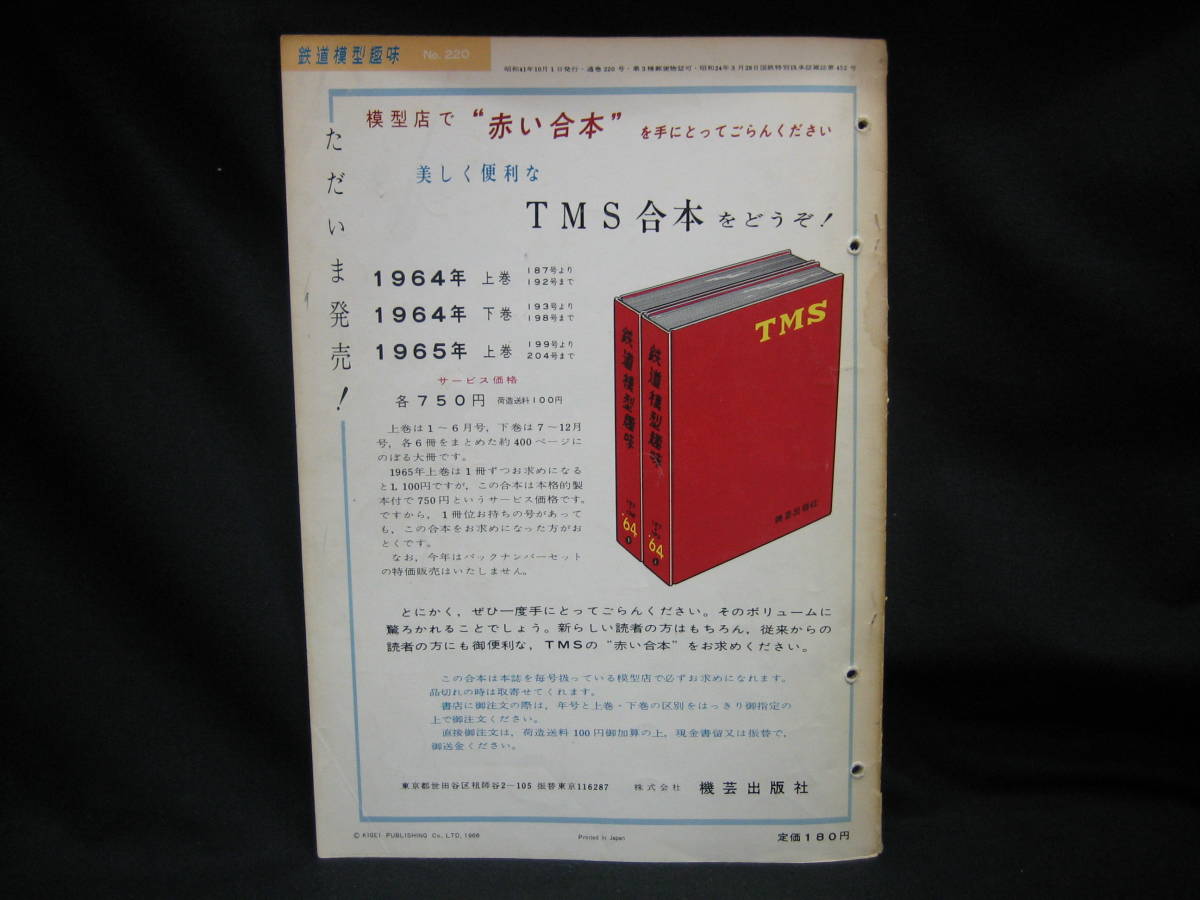 鉄道模型趣味 No. 220
昭和41年10月1日発行・通巻220号・第3種郵便物認可・昭和24年3月28日国鉄特別扱承認雑誌第452号
模型店で “赤い合本” を手にとってごらんください
ただいま発売!
美しく便利な
TMS合本をどうぞ!
1964年 上巻 187号より 192号まで
1964年 下巻 193号より 198号まで
1965年 上巻 199号より 204号まで
サービス価格
各750円 荷造送料100円
上巻は1~6月号,下巻は7~12月
号,各6冊をまとめた約400ページに
のぼる大冊です。
1965年上巻は1冊ずつお求めになる
と1,100円ですが,この合本は本格的製
本付で750円というサービス価格です。
ですから,1冊位お持ちの号があって
も,この合本をお求めになった方がお
とくです。
なお,今年はバックナンバーセット
の特価販売はいたしません。
TMS
鉄道模型趣味
鉄道模型趣味
'64
'64
機芸出版社
とにかく,ぜひ一度手にとってごらんください。そのボリュームに
驚ろかれることでしょう。新らしい読者の方はもちろん,従来からの
読者の方にも御便利な,TMSの“赤い合本”をお求めください。
この合本は本誌を毎号扱っている模型店で必ずお求めになれます。
品切れの時は取寄せてくれます。
書店に御注文の際は,年号と上巻・下巻の区別をはっきり御指定の
上で御注文ください。
直接御注文は,荷造送料100円御加算の上,現金書留又は振替で,
御送金ください。
東京都世田谷区祖師谷2―105 振替東京116287 株式会社 機芸出版社
© KIGEI PUBLISHING Co., LTD, 1966 Printed in Japan 定価180円